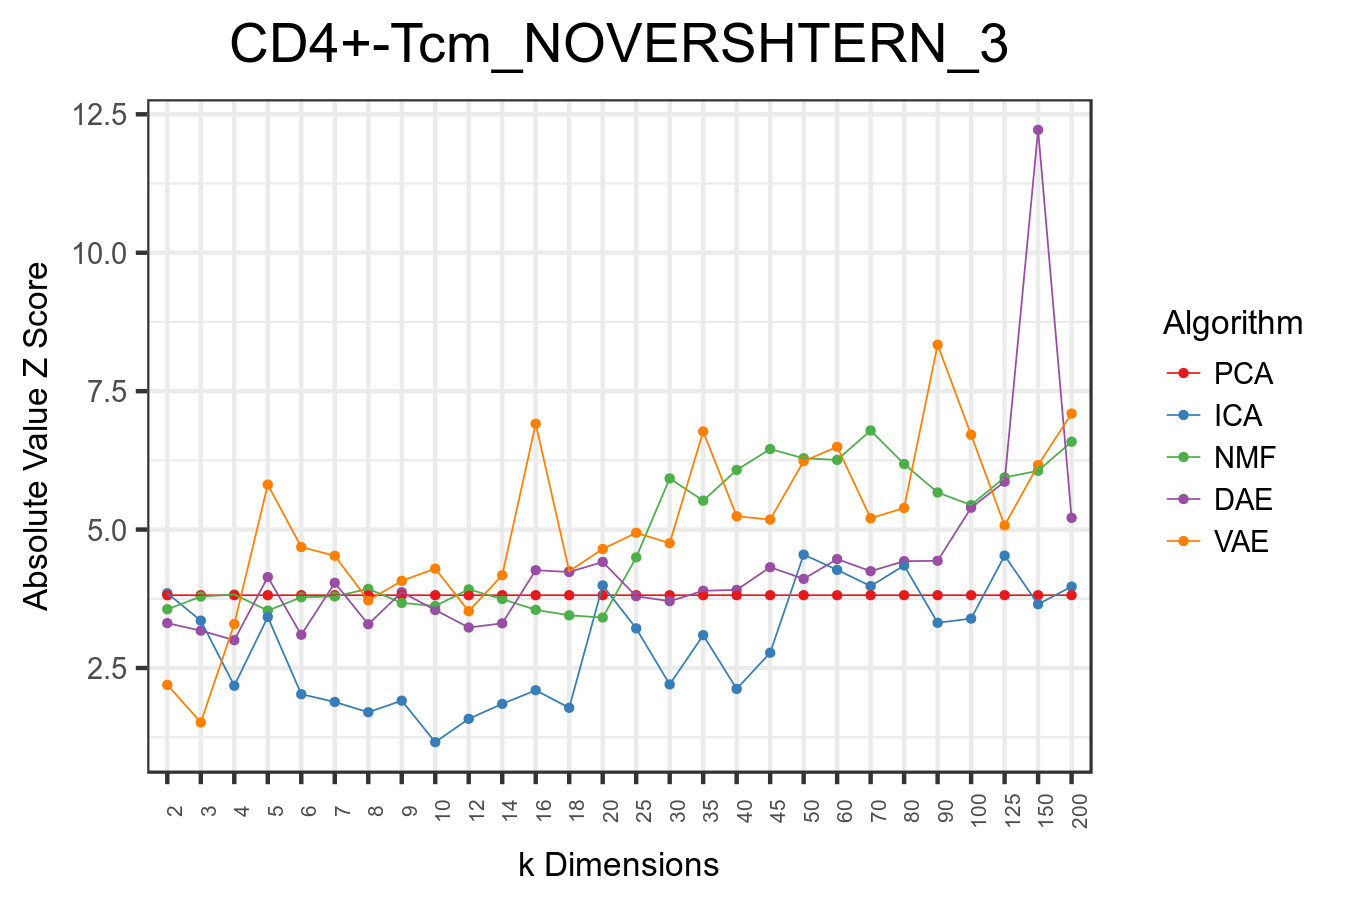 CD4+-Tcm_NOVERSHTERN_3
12.5
10.0
7.5
5.0
2.5
Absolute Value Z Score
2 3 4 5 6 7 8 9 10 12 14 16 18 20 25 30 35 40 45 50 60 70 80 90 100 125 150 200
k Dimensions
Algorithm
PCA
ICA
NMF
DAE
VAE